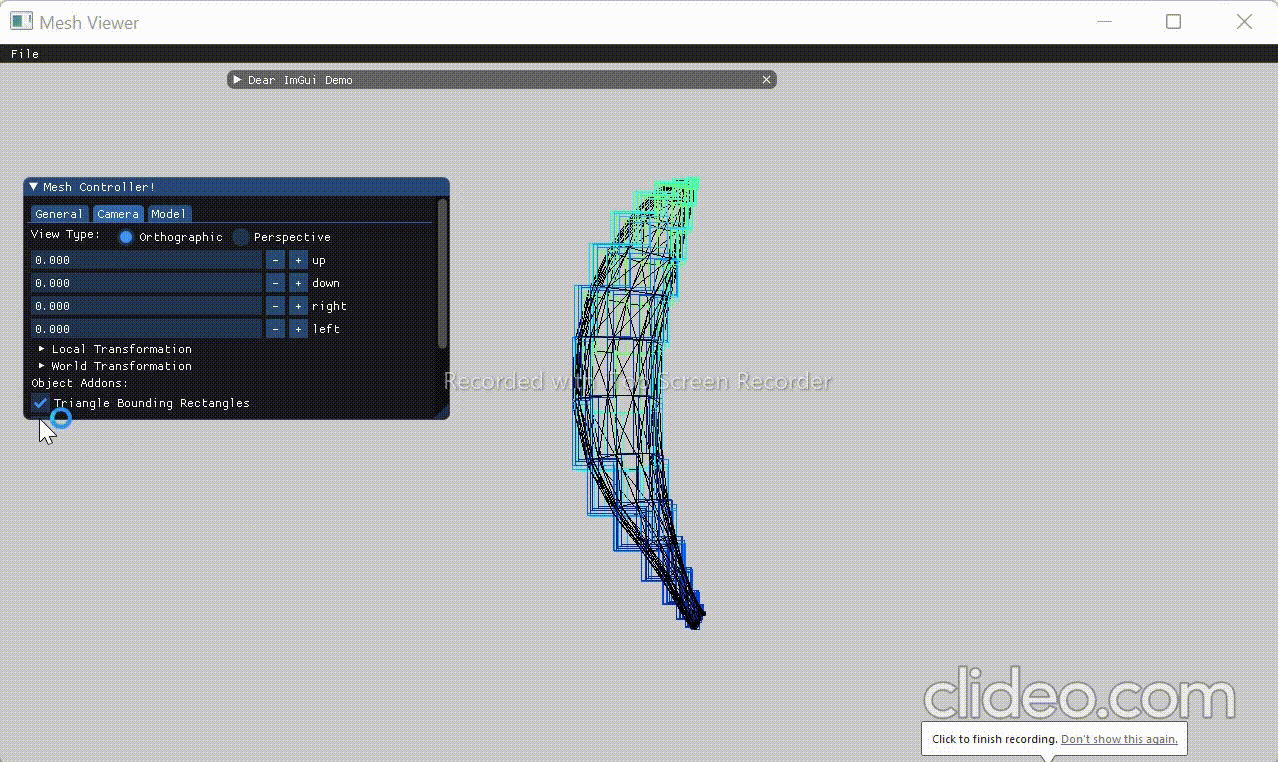 Mesh Viewer
File
Dear ImGui Demo
Mesh Controller!
General Camera Model
View Type: Orthographic Perspective
0.000 - + up
0.000 - + down
0.000 - + right
0.000 - + left
Local Transformation
World Transformation
Object Addons:
Triangle Bounding Rectangles
Recorded with iTop Screen Recorder
clideo.com
Click to finish recording. Don't show this again.